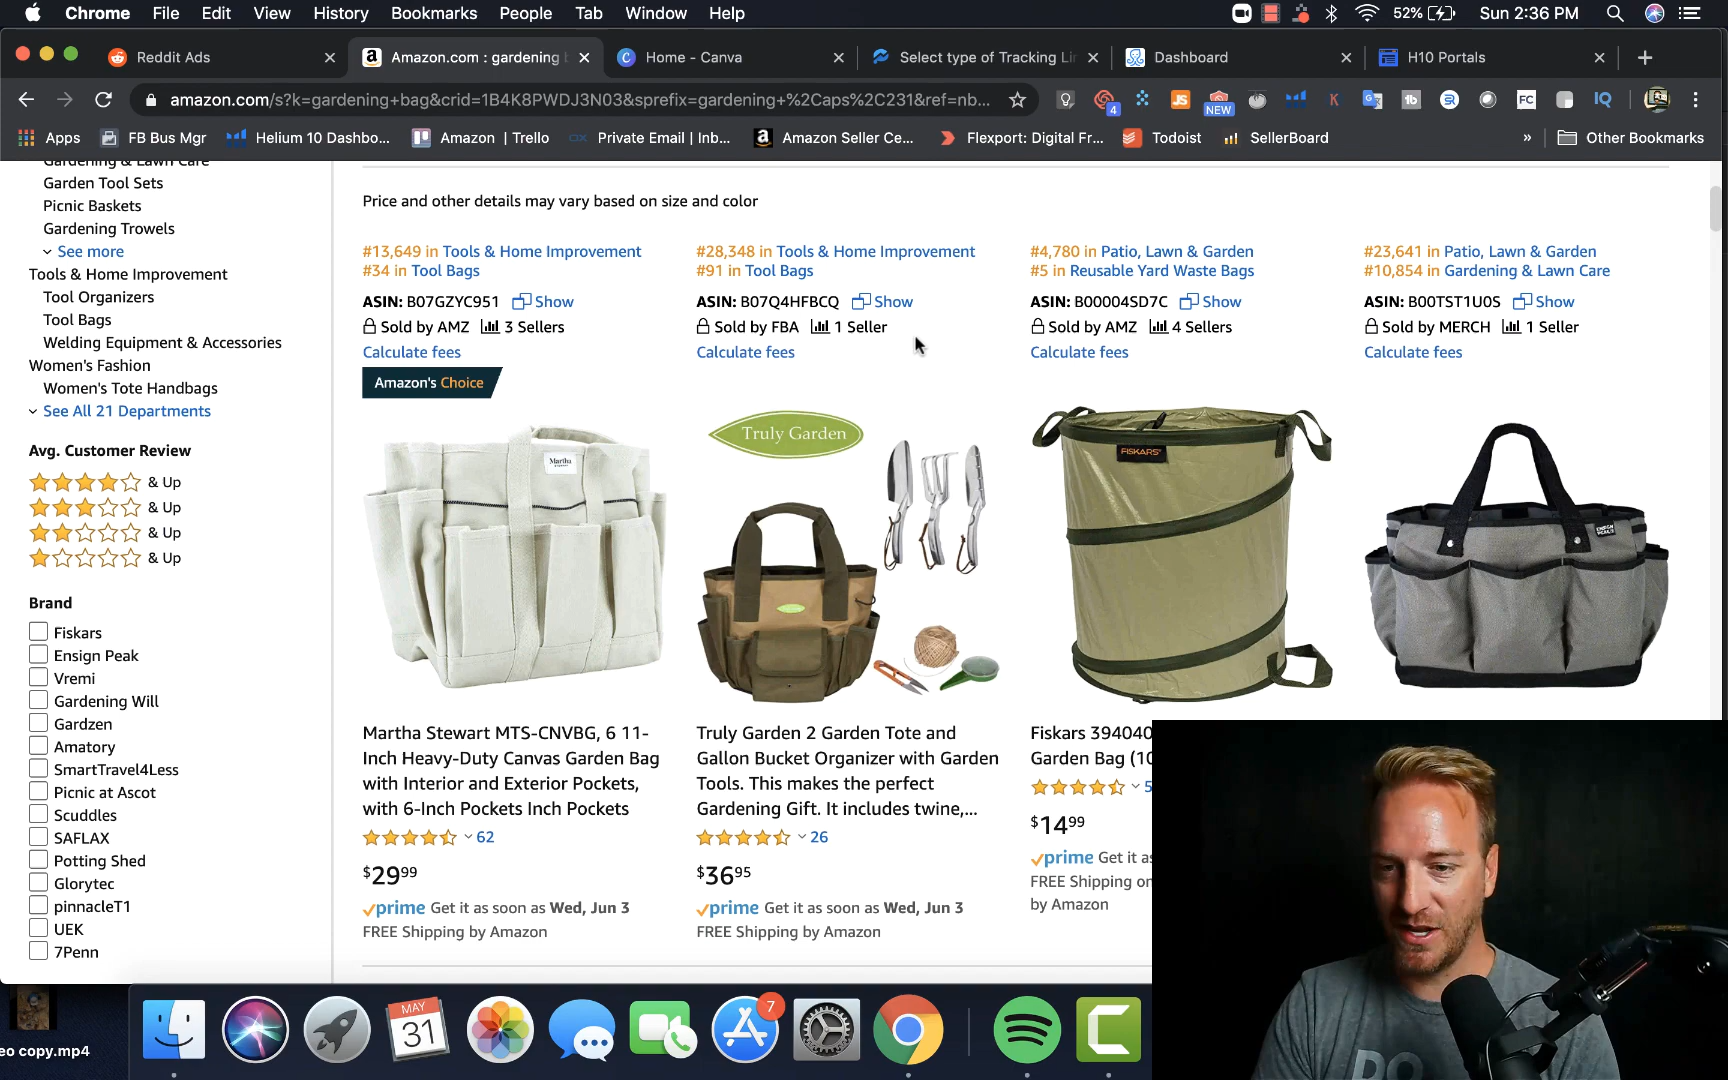 Chrome File Edit View History Bookmarks People Tab Window Help 52% Sun 2:36 PM
Reddit Ads Amazon.com : gardening b Home - Canva Select type of Tracking Lin Dashboard H10 Portals
amazon.com/s?k=gardening+bag&crid=1B4K8PWDJ3N03&sprefix=gardening+%2Caps%2C231&ref=nb...
4 JS NEW K 1b FC IQ
Apps FB Bus Mgr Helium 10 Dashbo... Amazon | Trello Private Email | Inb... Amazon Seller Ce... Flexport: Digital Fr... Todoist SellerBoard » Other Bookmarks
Gardening & Lawn Care
Garden Tool Sets
Picnic Baskets
Gardening Trowels
See more
Tools & Home Improvement
Tool Organizers
Tool Bags
Welding Equipment & Accessories
Women's Fashion
Women's Tote Handbags
See All 21 Departments
Avg. Customer Review
& Up
& Up
& Up
& Up
Brand
Fiskars
Ensign Peak
Vremi
Gardening Will
Gardzen
Amatory
SmartTravel4Less
Picnic at Ascot
Scuddles
SAFLAX
Potting Shed
Glorytec
pinnacleT1
UEK
7Penn
Price and other details may vary based on size and color
#13,649 in Tools & Home Improvement
#34 in Tool Bags
ASIN: B07GZYC951 Show
Sold by AMZ 3 Sellers
Calculate fees
Amazon's Choice
Martha
Martha Stewart MTS-CNVBG, 6 11-
Inch Heavy-Duty Canvas Garden Bag
with Interior and Exterior Pockets,
with 6-Inch Pockets Inch Pockets
62
$29.99
prime Get it as soon as Wed, Jun 3
FREE Shipping by Amazon
#28,348 in Tools & Home Improvement
#91 in Tool Bags
ASIN: B07Q4HFBCQ Show
Sold by FBA 1 Seller
Calculate fees
Truly Garden
Truly Garden 2 Garden Tote and
Gallon Bucket Organizer with Garden
Tools. This makes the perfect
Gardening Gift. It includes twine,...
26
$36.95
prime Get it as soon as Wed, Jun 3
FREE Shipping by Amazon
#4,780 in Patio, Lawn & Garden
#5 in Reusable Yard Waste Bags
ASIN: B00004SD7C Show
Sold by AMZ 4 Sellers
Calculate fees
FISKARS
Fiskars 394040
Garden Bag (10
5
$14.99
prime Get it as
FREE Shipping on
by Amazon
#23,641 in Patio, Lawn & Garden
#10,854 in Gardening & Lawn Care
ASIN: B00TST1U0S Show
Sold by MERCH 1 Seller
Calculate fees
ENSIGN PEAK
eo copy.mp4
MAY
31
7